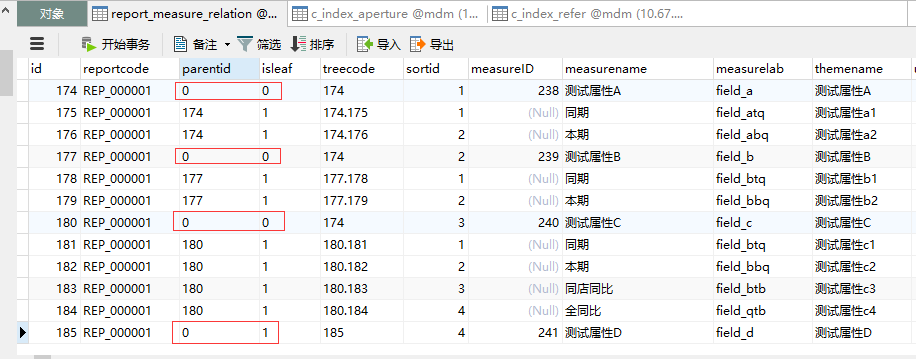 对象 report_measure_relation @... c_index_aperture @mdm (1... c_index_refer @mdm (10.67....
开始事务 备注 筛选 排序 导入 导出
id reportcode parentid isleaf treecode sortid measureID measurename measurelab themename
174 REP_000001 0 0 174 1 238 测试属性A field_a 测试属性A
175 REP_000001 174 1 174.175 1 (Null) 同期 field_atq 测试属性a1
176 REP_000001 174 1 174.176 2 (Null) 本期 field_abq 测试属性a2
177 REP_000001 0 0 174 2 239 测试属性B field_b 测试属性B
178 REP_000001 177 1 177.178 1 (Null) 同期 field_btq 测试属性b1
179 REP_000001 177 1 177.179 2 (Null) 本期 field_bbq 测试属性b2
180 REP_000001 0 0 174 3 240 测试属性C field_c 测试属性C
181 REP_000001 180 1 180.181 1 (Null) 同期 field_btq 测试属性c1
182 REP_000001 180 1 180.182 2 (Null) 本期 field_bbq 测试属性c2
183 REP_000001 180 1 180.183 3 (Null) 同店同比 field_btb 测试属性c3
184 REP_000001 180 1 180.184 4 (Null) 全同比 field_qtb 测试属性c4
185 REP_000001 0 1 185 4 241 测试属性D field_d 测试属性D